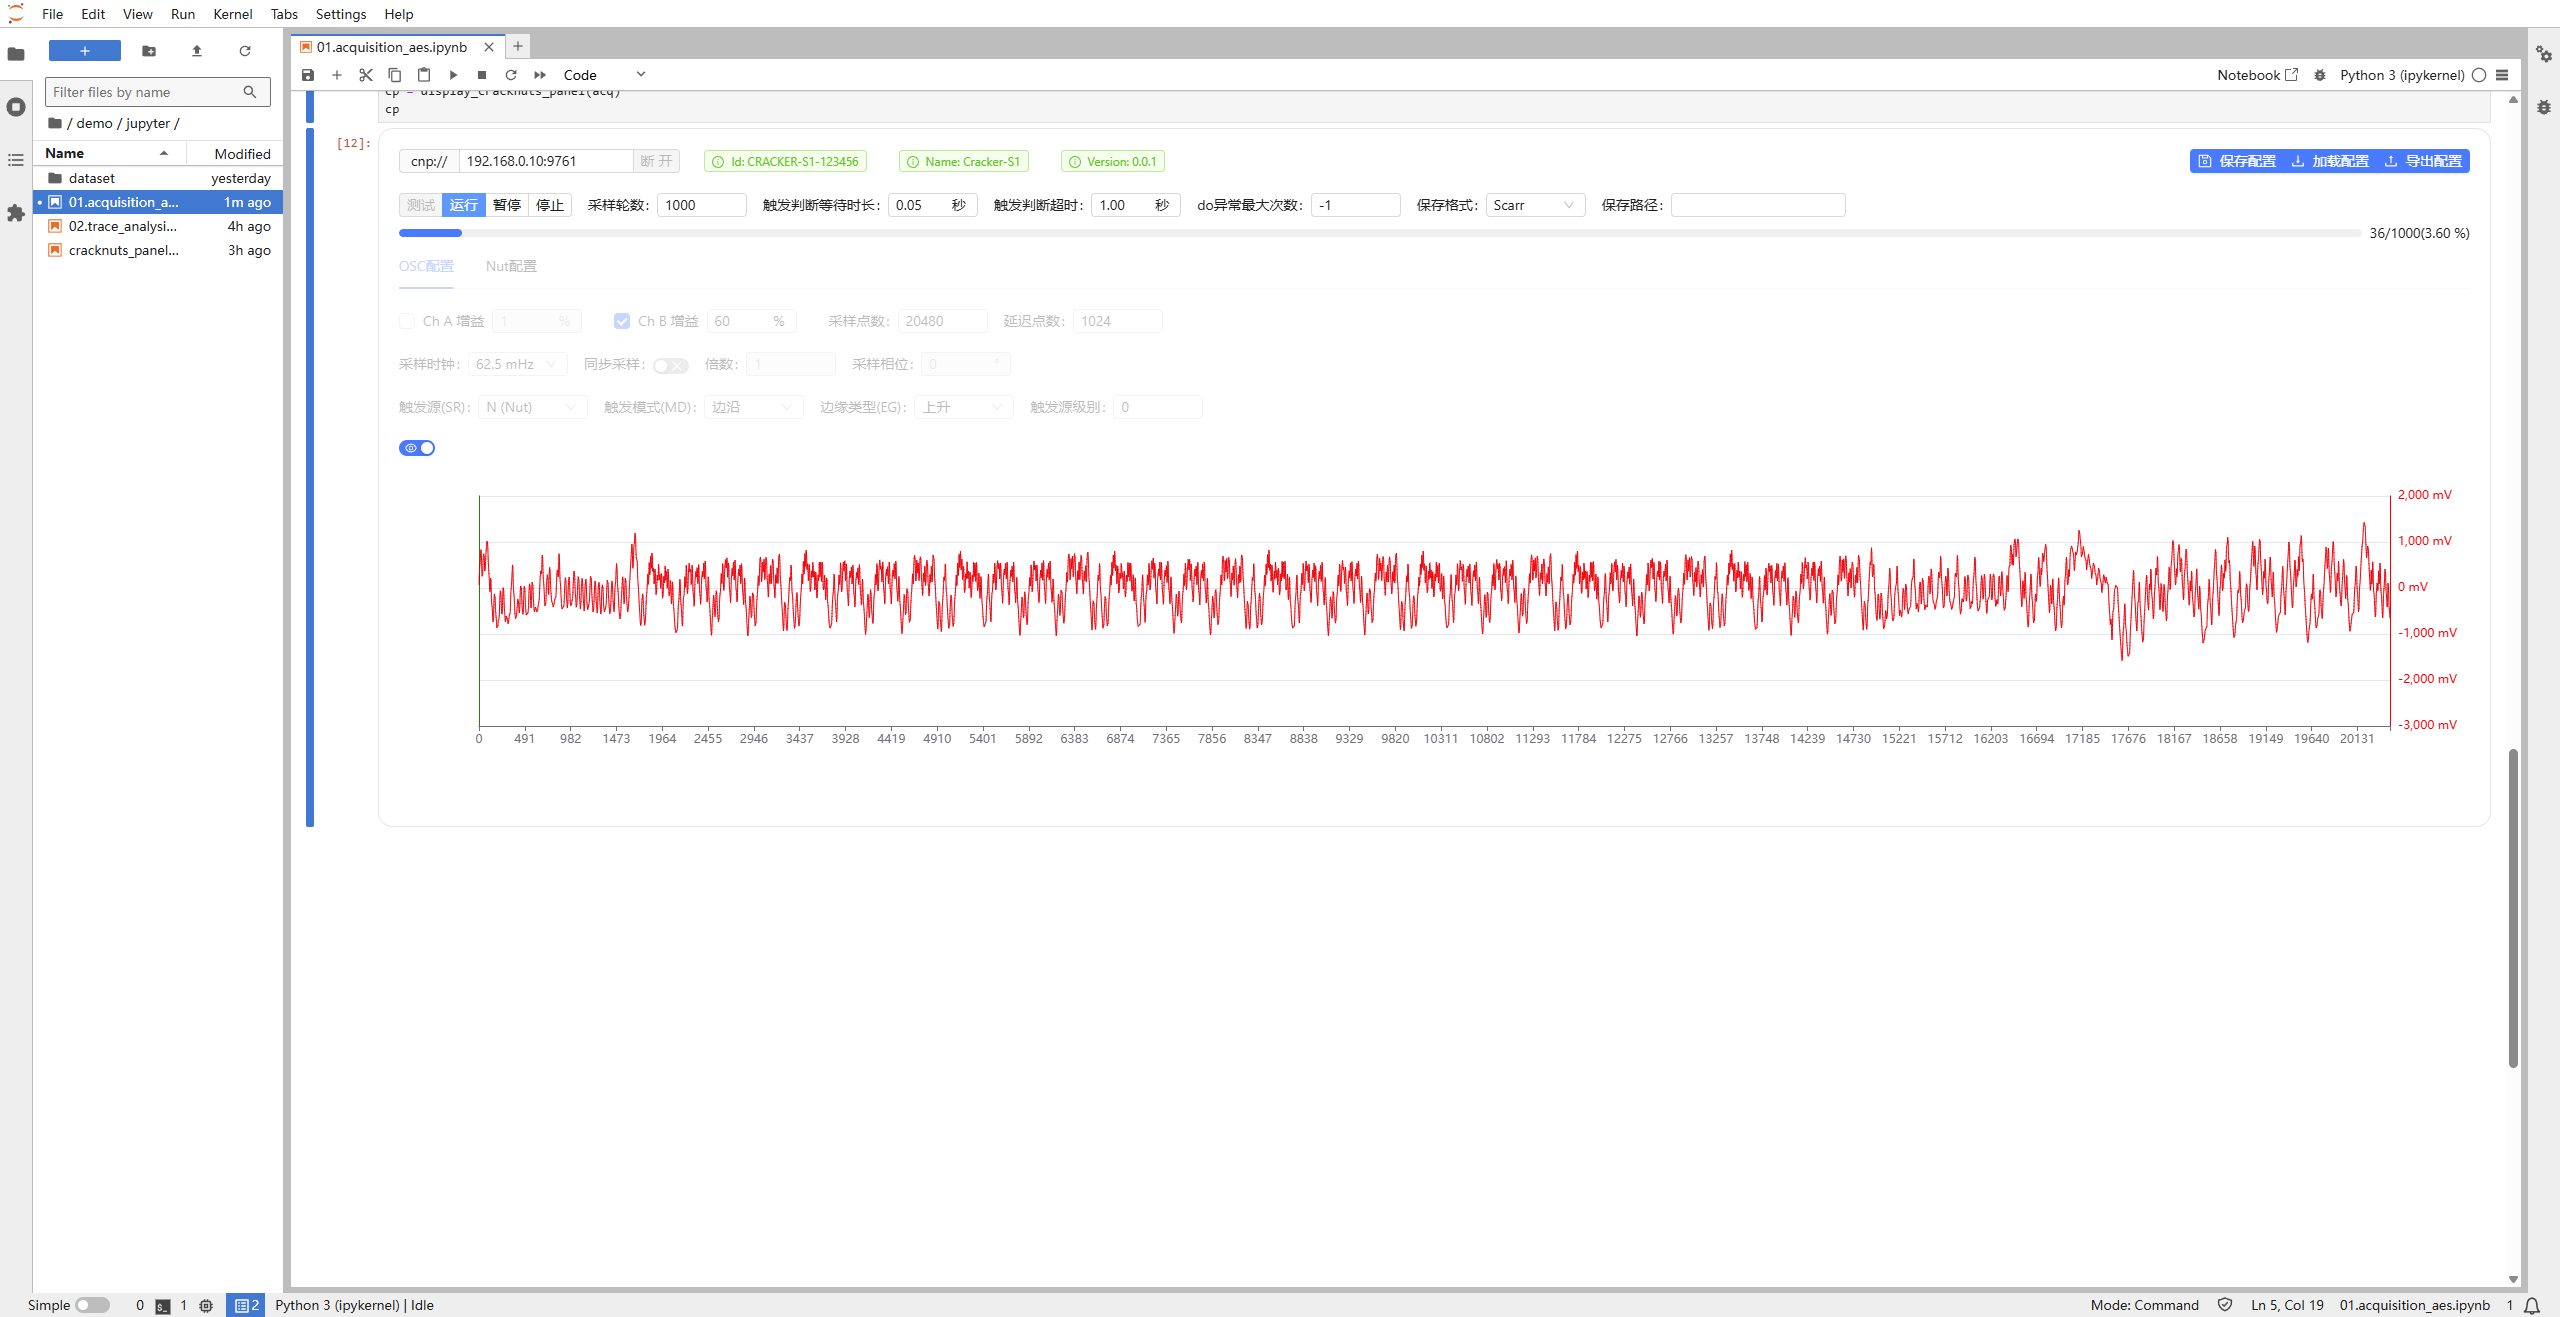 File Edit View Run Kernel Tabs Settings Help
01.acquisition_aes.ipynb
Code
Notebook Python 3 (ipykernel)
Filter files by name
/ demo / jupyter /
Name Modified
dataset yesterday
01.acquisition_a... 1m ago
02.trace_analysi... 4h ago
cracknuts_panel... 3h ago
cp = display_cracknuts_panel(acq)
cp
[12]:
cnp:// 192.168.0.10:9761 断 开 Id: CRACKER-S1-123456 Name: Cracker-S1 Version: 0.0.1 保存配置 加载配置 导出配置
测试 运行 暂停 停止 采样轮数: 1000 触发判断等待时长: 0.05 秒 触发判断超时: 1.00 秒 do异常最大次数: -1 保存格式: Scarr 保存路径:
36/1000(3.60 %)
OSC配置 Nut配置
Ch A 增益 1 % Ch B 增益 60 % 采样点数: 20480 延迟点数: 1024
采样时钟: 62.5 mHz 同步采样: 倍数: 1 采样相位: 0 °
触发源(SR): N (Nut) 触发模式(MD): 边沿 边缘类型(EG): 上升 触发源级别: 0
2,000 mV
1,000 mV
0 mV
-1,000 mV
-2,000 mV
-3,000 mV
0 491 982 1473 1964 2455 2946 3437 3928 4419 4910 5401 5892 6383 6874 7365 7856 8347 8838 9329 9820 10311 10802 11293 11784 12275 12766 13257 13748 14239 14730 15221 15712 16203 16694 17185 17676 18167 18658 19149 19640 20131
Simple 0 1 2 Python 3 (ipykernel) | Idle Mode: Command Ln 5, Col 19 01.acquisition_aes.ipynb 1